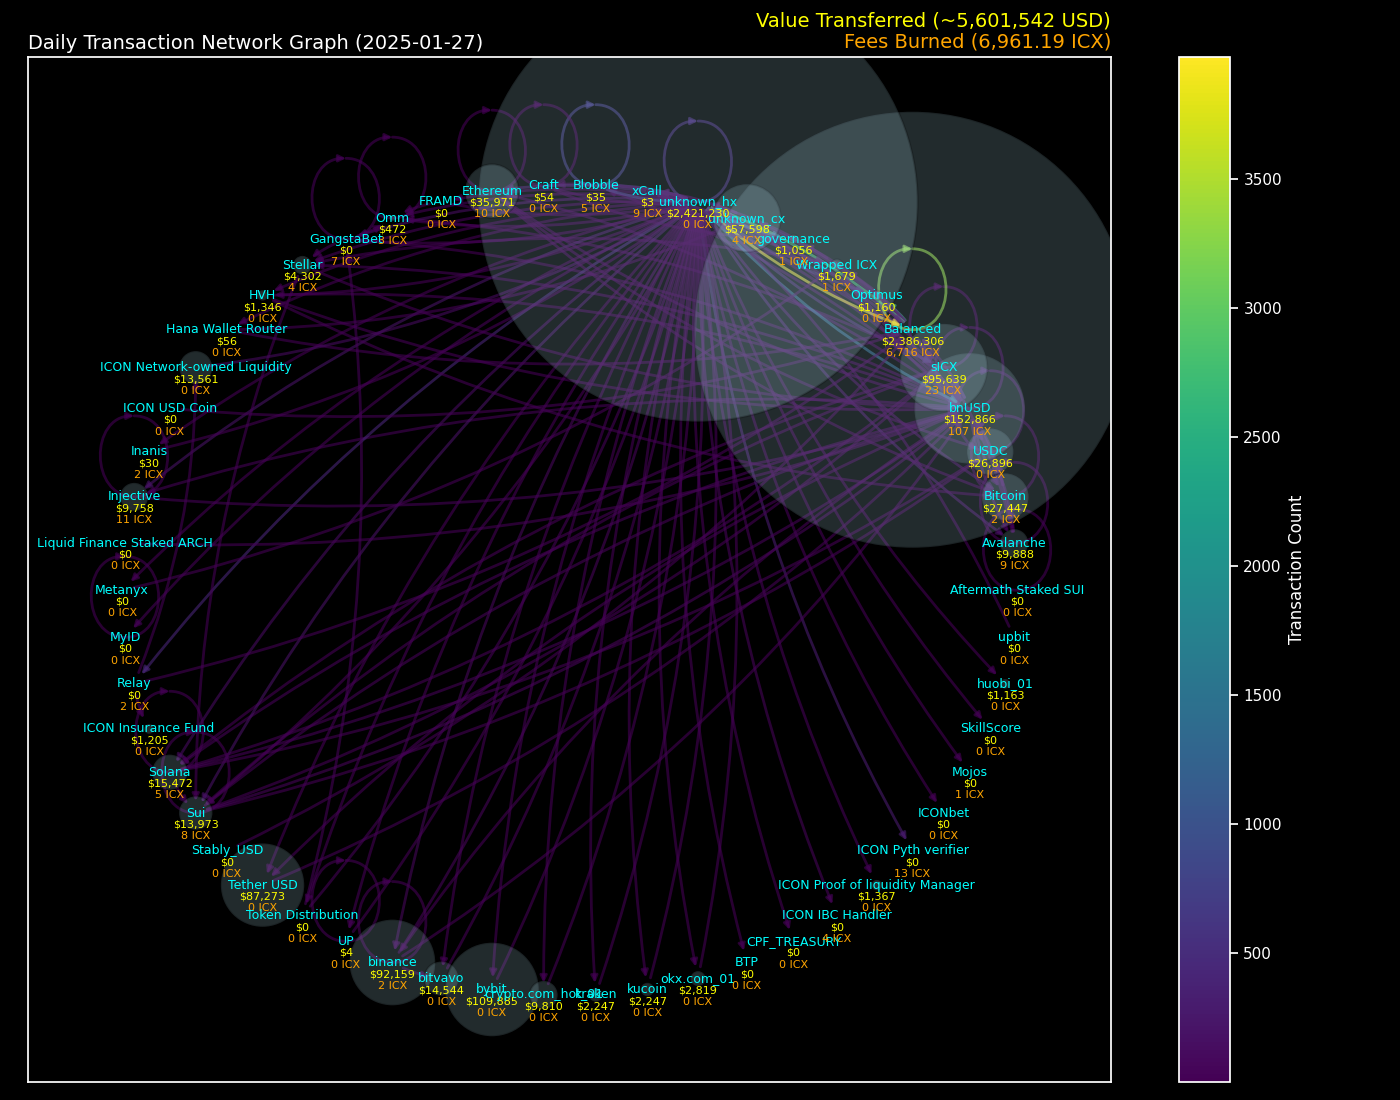 Value Transferred (~5,601,542 USD)
Daily Transaction Network Graph (2025-01-27)
Fees Burned (6,961.19 ICX)
Ethereum
$35,971
10 ICX
Craft
$54
0 ICX
Blobble
$35
5 ICX
xCall
$3
9 ICX
unknown_hx
$2,421,230
0 ICX
unknown_cx
$57,598
4 ICX
governance
$1,056
1 ICX
Wrapped ICX
$1,679
1 ICX
Optimus
$1,160
0 ICX
Balanced
$2,386,306
6,716 ICX
sICX
$95,639
23 ICX
bnUSD
$152,866
107 ICX
USDC
$26,896
0 ICX
Bitcoin
$27,447
2 ICX
Avalanche
$9,888
9 ICX
Aftermath Staked SUI
$0
0 ICX
upbit
$0
0 ICX
huobi_01
$1,163
0 ICX
SkillScore
$0
0 ICX
Mojos
$0
1 ICX
ICONbet
$0
0 ICX
ICON Pyth verifier
$0
13 ICX
ICON Proof of liquidity Manager
$1,367
0 ICX
ICON IBC Handler
$0
ICX
CPF_TREASURY
$0
0 ICX
BTP
$0
0 ICX
okx.com_01
$2,819
0 ICX
kucoin
$2,247
0 ICX
kraken
$2,247
0 ICX
crypto.com_hot_01
$9,810
0 ICX
bybit
$109,885
0 ICX
bitvavo
$14,544
0 ICX
binance
$92,159
2 ICX
UP
$4
0 ICX
Token Distribution
$0
0 ICX
Tether USD
$87,273
0 ICX
Stably_USD
$0
0 ICX
Sui
$13,973
8 ICX
Solana
$15,472
5 ICX
ICON Insurance Fund
$1,205
0 ICX
Relay
$0
2 ICX
MyID
$0
0 ICX
Metanyx
$0
0 ICX
Liquid Finance Staked ARCH
$0
0 ICX
Injective
$9,758
11 ICX
Inanis
$30
2 ICX
ICON USD Coin
$0
0 ICX
ICON Network-owned Liquidity
$13,561
0 ICX
Hana Wallet Router
$56
0 ICX
HVH
$1,346
0 ICX
Stellar
$4,302
4 ICX
GangstaBet
$0
7 ICX
Omm
$472
ICX
FRAMD
$0
0 ICX
3500
3000
2500
2000
1500
1000
500
Transaction Count